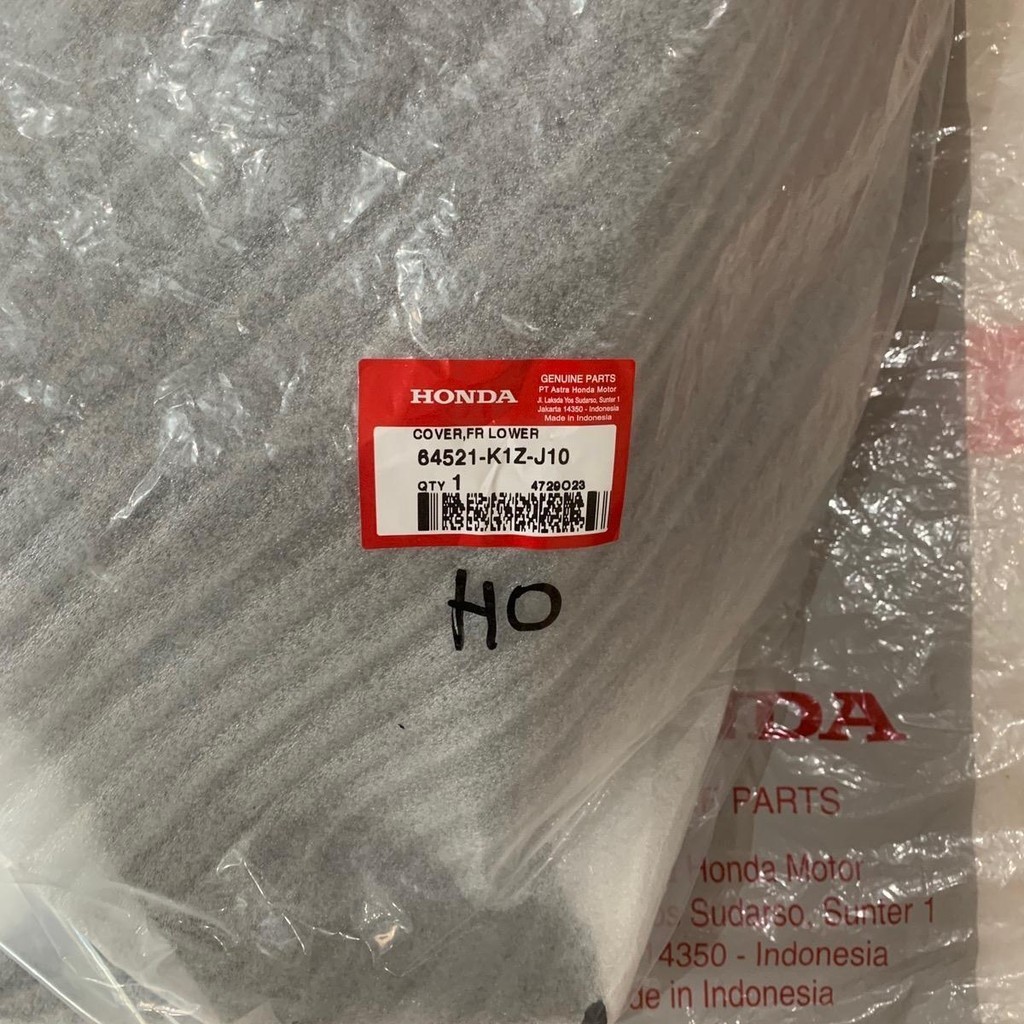 HONDA
GENUINE PARTS
PT Astra Honda Motor
Jl. Laksda Yos Sudarso, Sunter 1
Jakarta 14350 - Indonesia
Made in Indonesia
COVER,FR LOWER
64521-K1Z-J10
QTY 1 4729O23
HO
NDA
PARTS
Honda Motor
Sudarso, Sunter 1
14350 - Indonesia
de in Indonesia